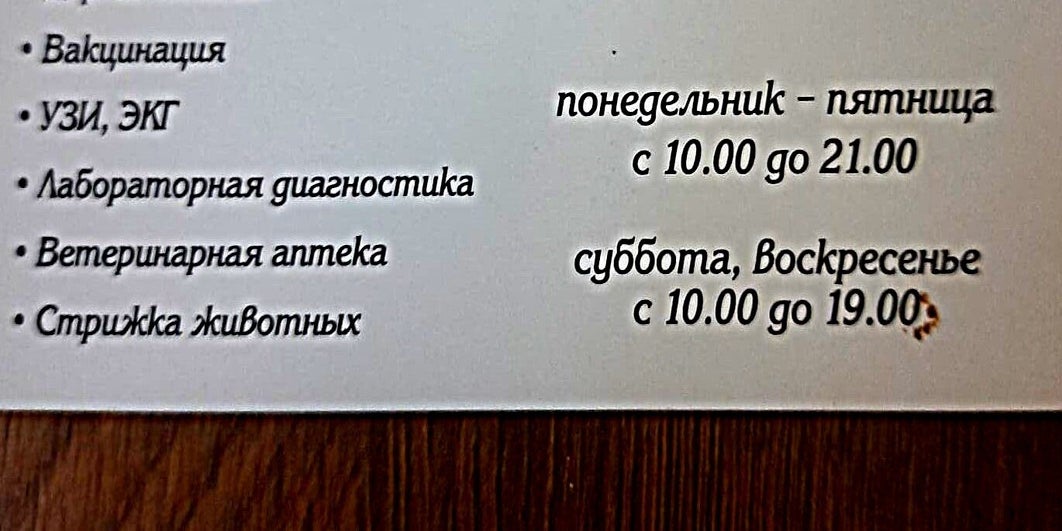 • Вакцинация
• УЗИ, ЭКГ
• Лабораторная диагностика
• Ветеринарная аптека
• Стрижка животных
понедельник – пятница
с 10.00 до 21.00
суббота, воскресенье
с 10.00 до 19.00